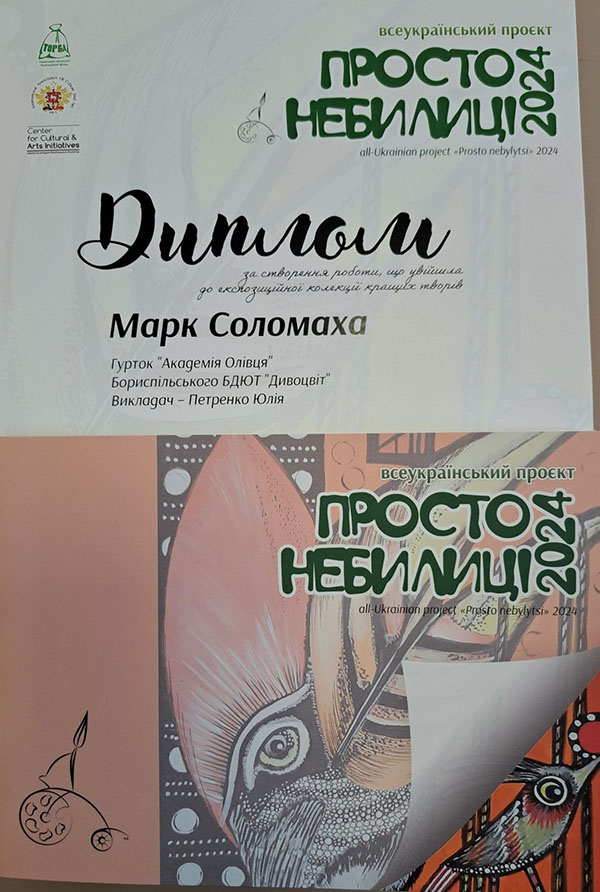 ТОРБА
всеукраїнський проєкт
ПРОСТО
НЕБИЛИЦІ
2024
all-Ukrainian project «Prosto nebylytsi» 2024
Center
for Cultural &
Arts Initiatives
Диплом
за створення роботи, що увійшла
до експозиційної колекції кращих творів
Марк Соломаха
Гурток "Академія Олівця"
Бориспільського БДЮТ "Дивоцвіт"
Викладач – Петренко Юлія
всеукраїнський проєкт
ПРОСТО
НЕБИЛИЦІ
2024
all-Ukrainian project «Prosto nebylytsi» 2024